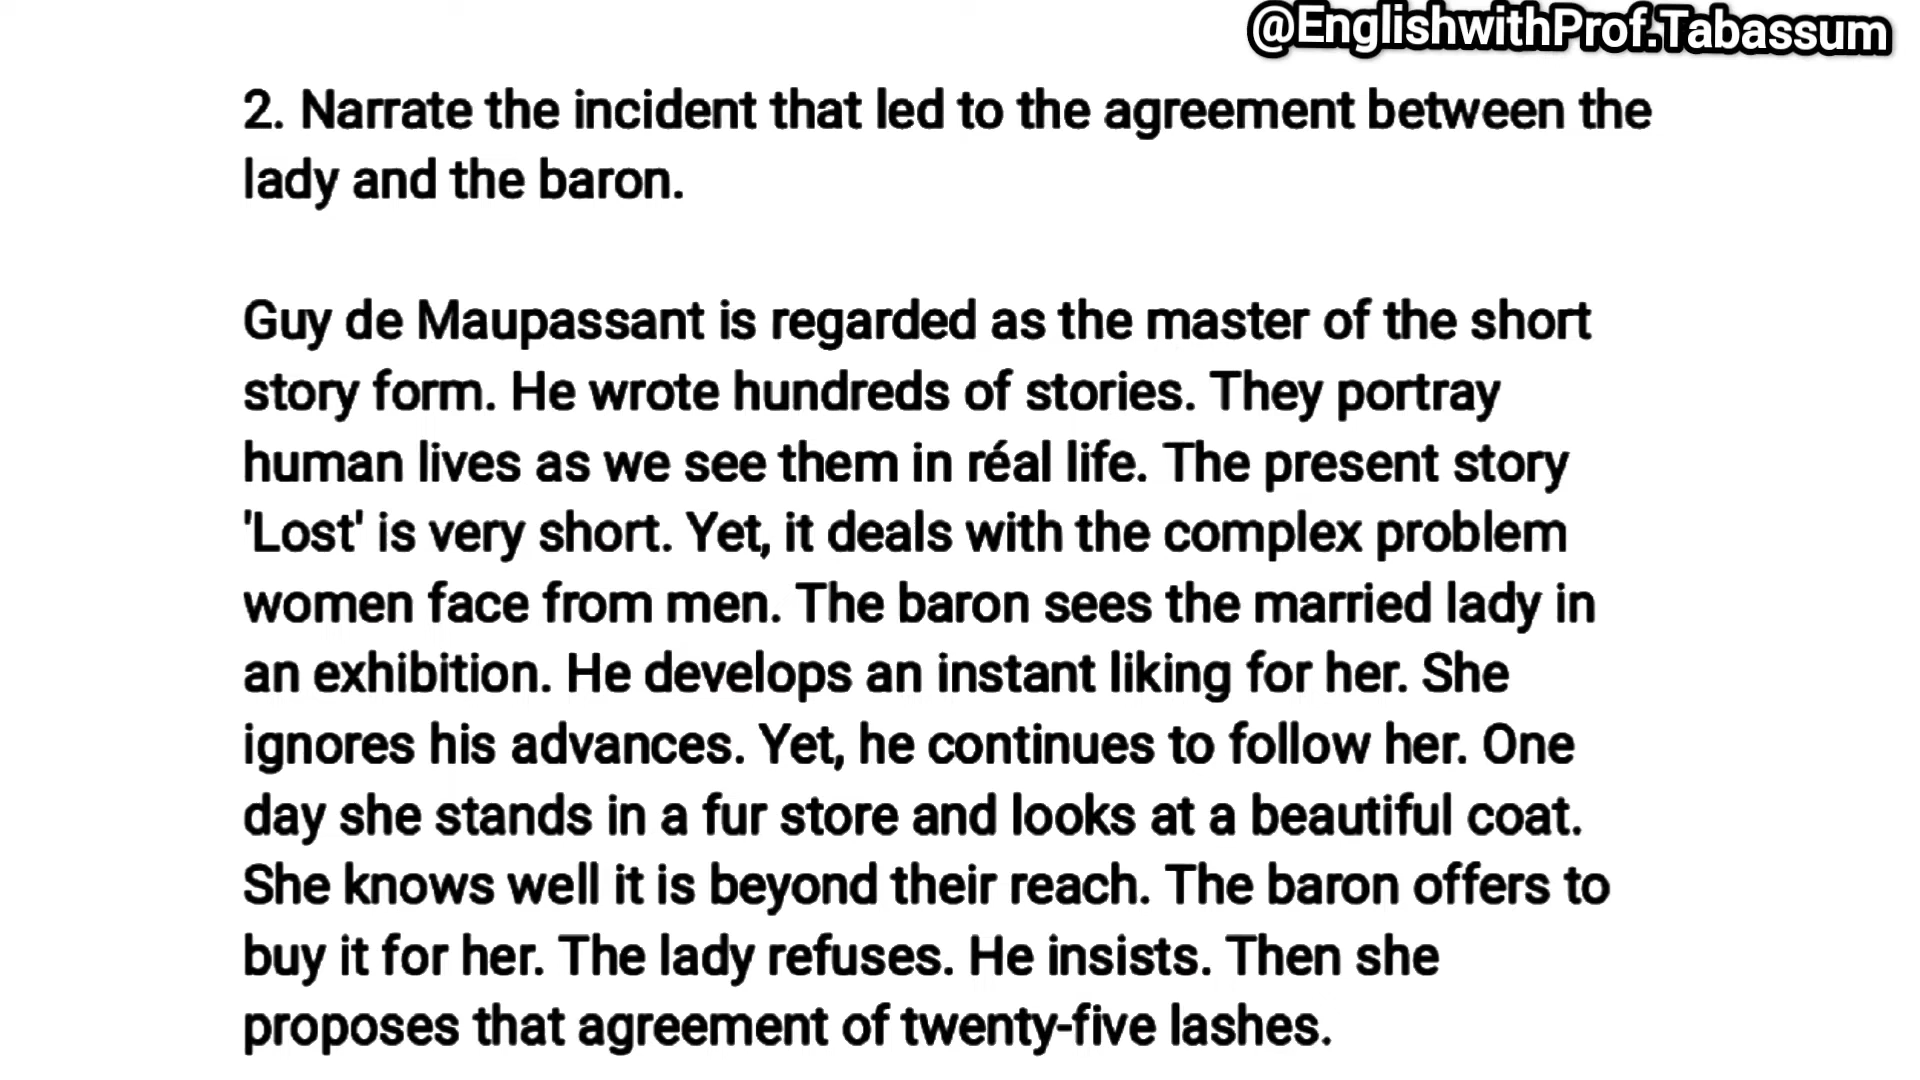 @EnglishwithProf.Tabassum
2. Narrate the incident that led to the agreement between the
lady and the baron.
Guy de Maupassant is regarded as the master of the short
story form. He wrote hundreds of stories. They portray
human lives as we see them in réal life. The present story
'Lost' is very short. Yet, it deals with the complex problem
women face from men. The baron sees the married lady in
an exhibition. He develops an instant liking for her. She
ignores his advances. Yet, he continues to follow her. One
day she stands in a fur store and looks at a beautiful coat.
She knows well it is beyond their reach. The baron offers to
buy it for her. The lady refuses. He insists. Then she
proposes that agreement of twenty-five lashes.